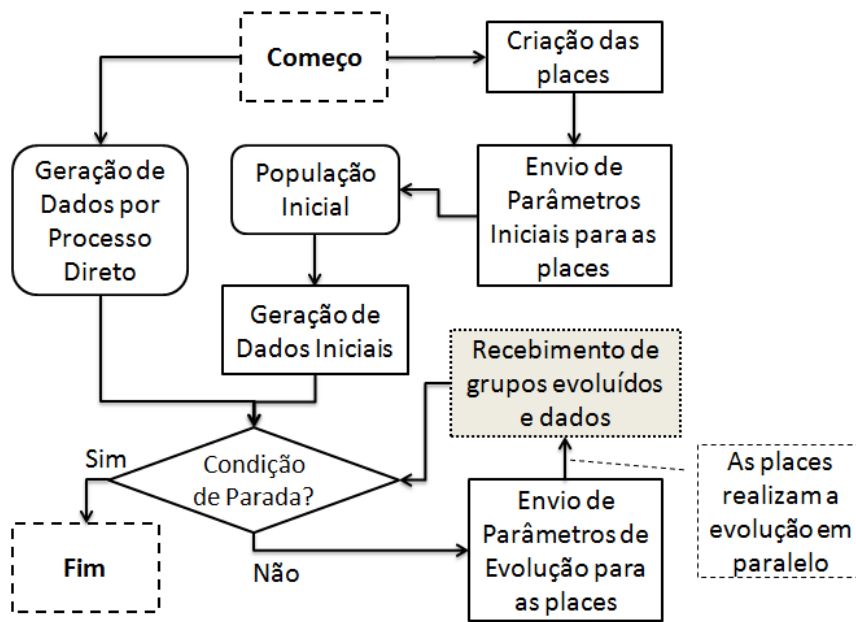 Começo
Criação das
places
Geração de
Dados por
Processo
Direto
População
Inicial
Envio de
Parâmetros
Iniciais para as
places
Geração de
Dados Iniciais
Recebimento de
grupos evoluídos
e dados
Sim
Condição
de Parada?
As places
realizam a
evolução em
paralelo
Envio de
Parâmetros de
Evolução para
as places
Fim
Não